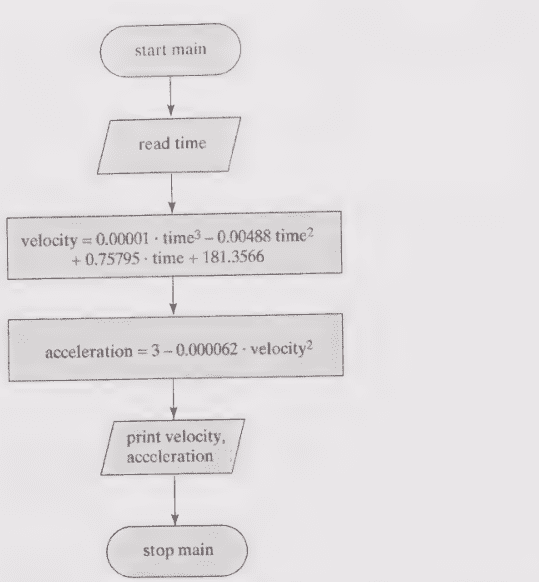 start main
read time
velocity = 0.00001 · time³ – 0.00488 time²
+ 0.75795 · time + 181.3566
acceleration = 3 – 0.000062 · velocity²
print velocity,
acceleration
stop main